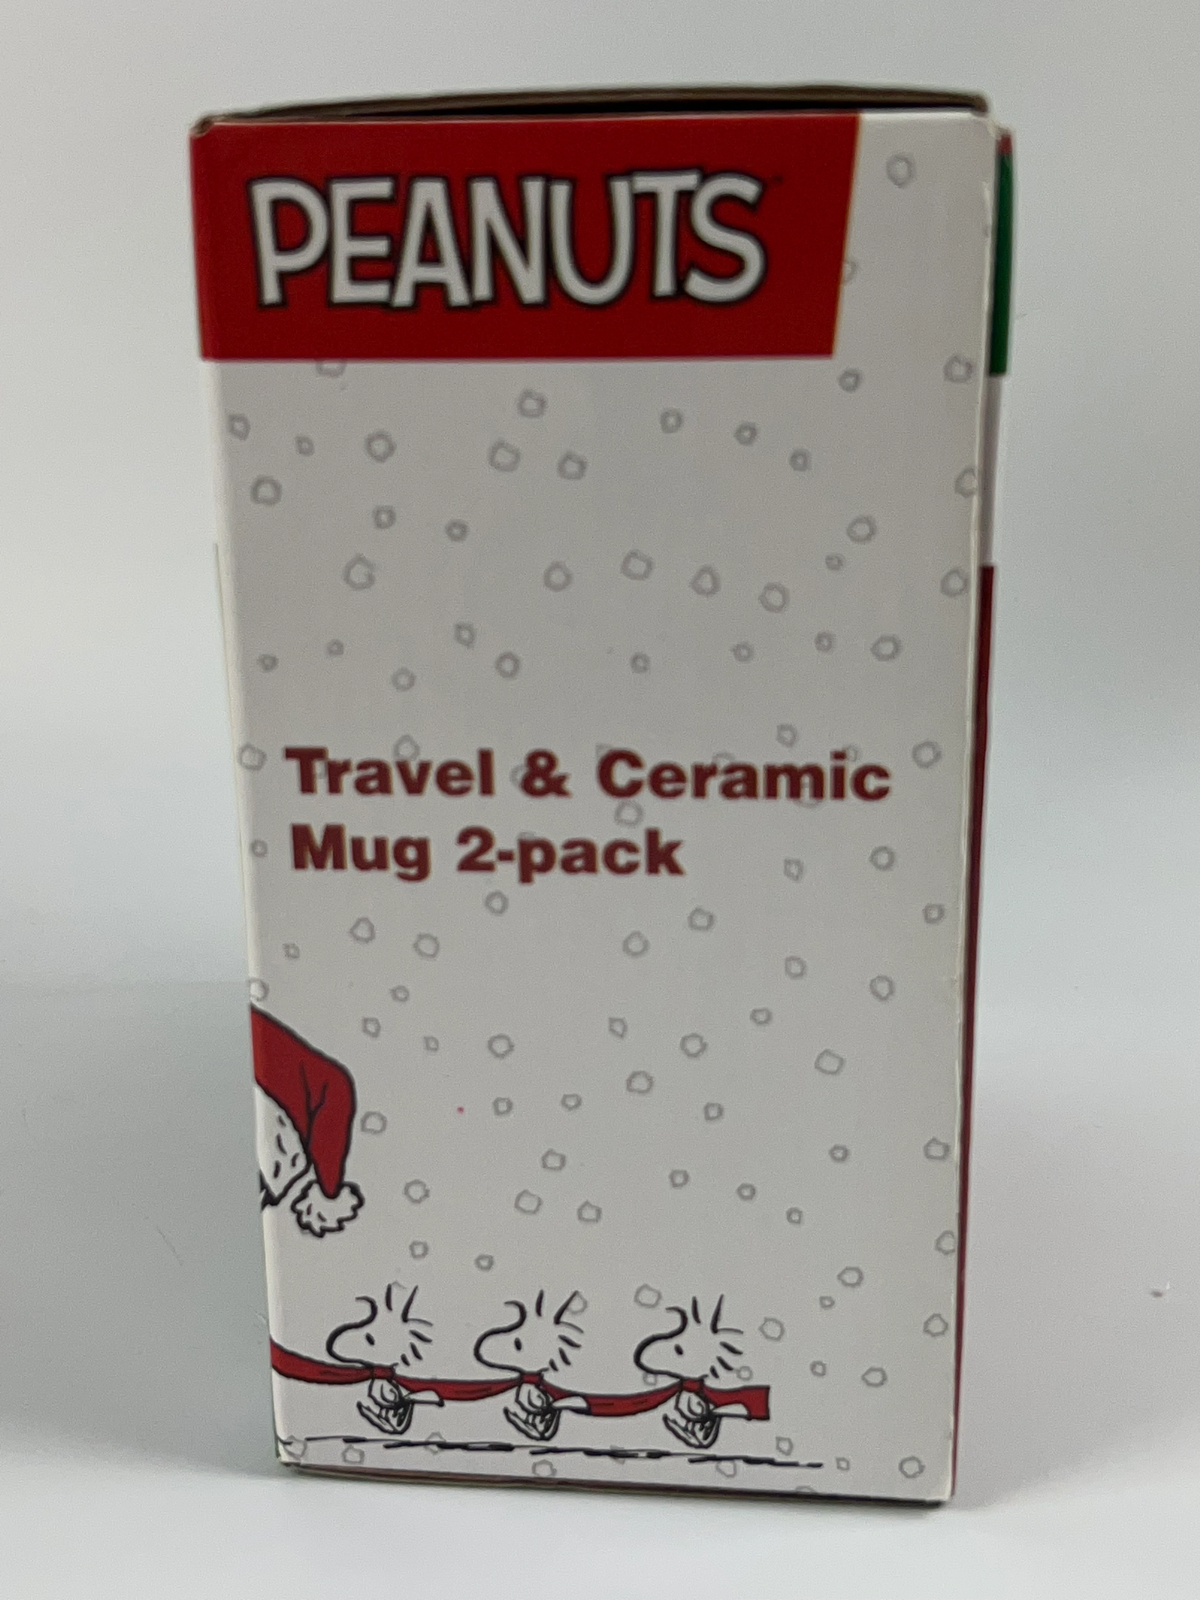 PEANUTS
Travel & Ceramic
Mug 2-pack